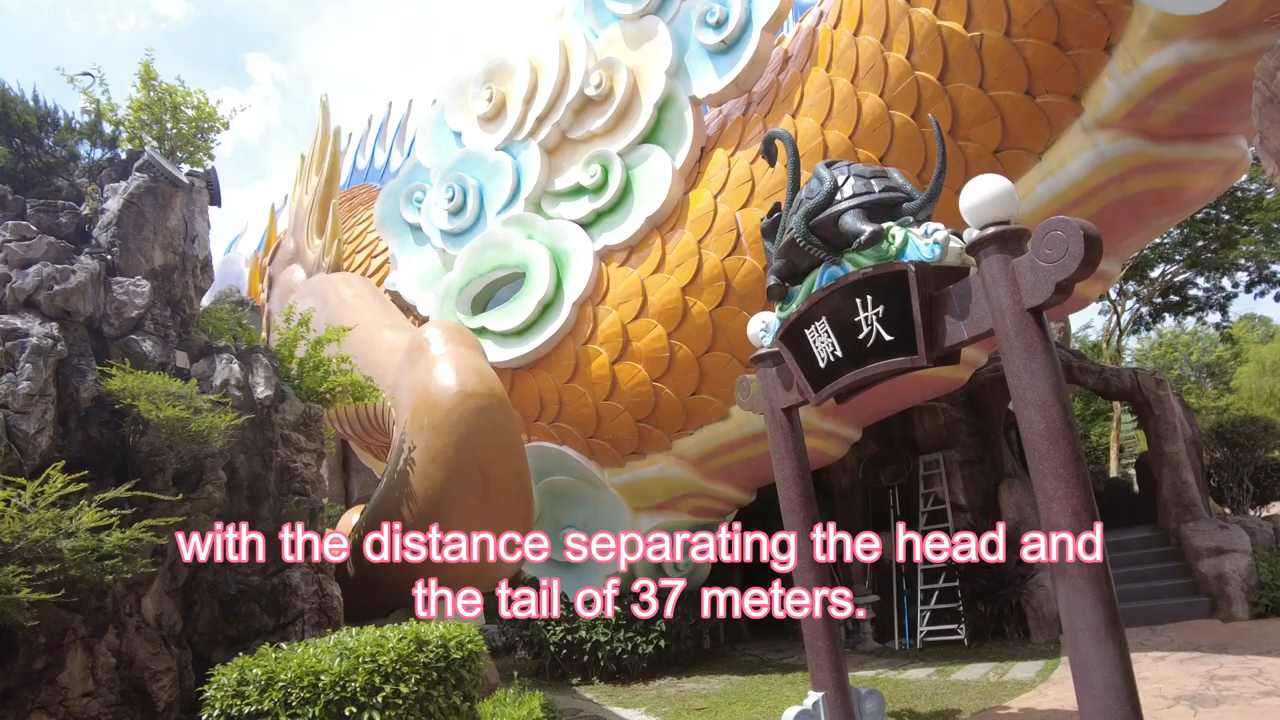 關坎
with the distance separating the head and
the tail of 37 meters.